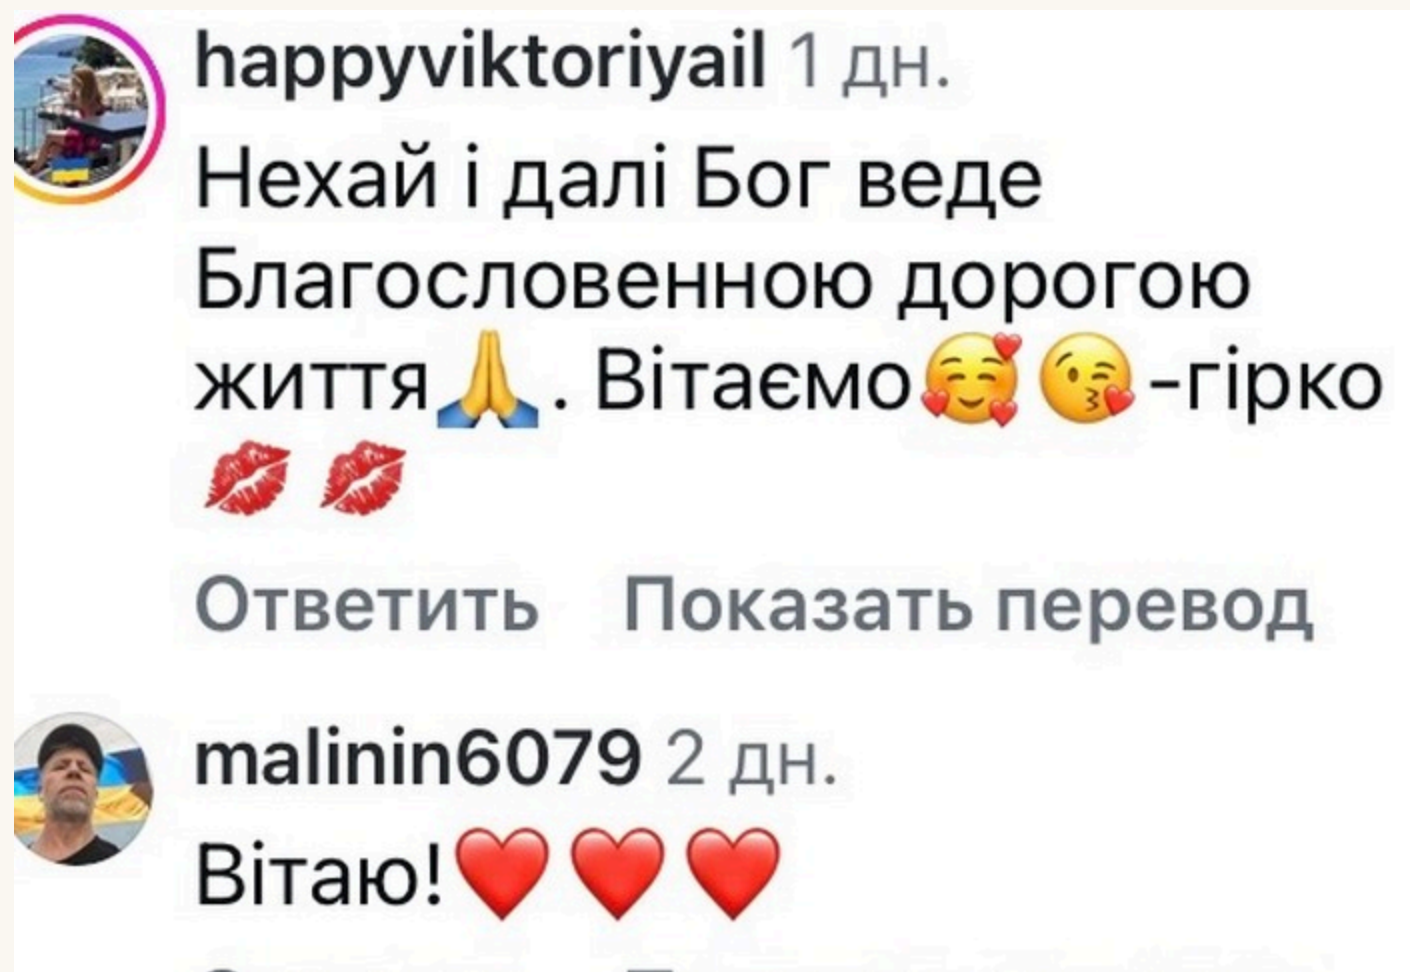 happyviktoriyail 1 дн.
Нехай і далі Бог веде
Благословенною дорогою
життя🙏. Вітаємо🥰😘-гірко
💋💋
Ответить Показать перевод
malinin6079 2 дн.
Вітаю!❤️❤️❤️